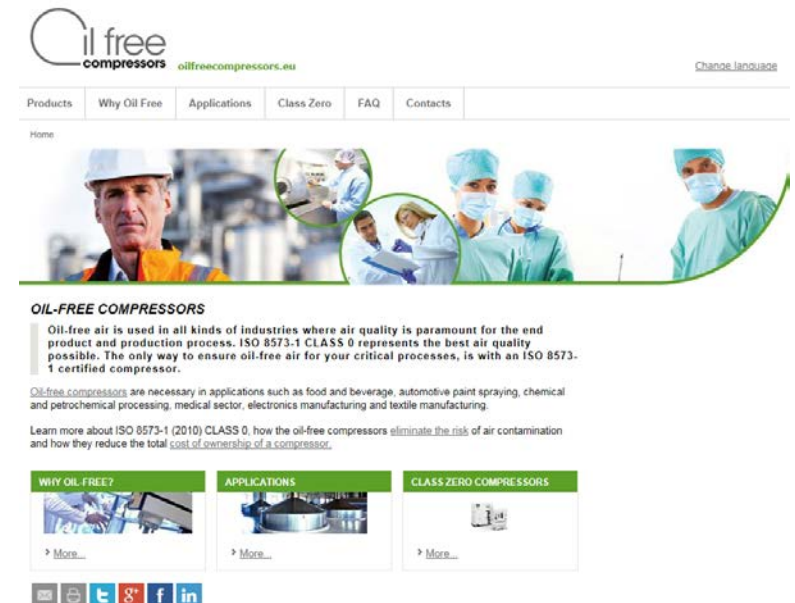 Oil free
compressors
oilfreecompressors.eu
Change language
Products Why Oil Free Applications Class Zero FAQ Contacts
Home
OIL-FREE COMPRESSORS
Oil-free air is used in all kinds of industries where air quality is paramount for the end
product and production process. ISO 8573-1 CLASS 0 represents the best air quality
possible. The only way to ensure oil-free air for your critical processes, is with an ISO 8573-
1 certified compressor.
Oil-free compressors are necessary in applications such as food and beverage, automotive paint spraying, chemical
and petrochemical processing, medical sector, electronics manufacturing and textile manufacturing.
Learn more about ISO 8573-1 (2010) CLASS 0, how the oil-free compressors eliminate the risk of air contamination
and how they reduce the total cost of ownership of a compressor.
WHY OIL-FREE? APPLICATIONS CLASS ZERO COMPRESSORS
> More... > More... > More...
t g+ f in